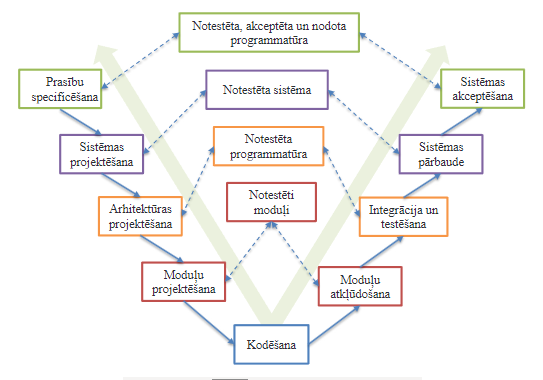 Notestēta, akceptēta un nodota
programmatūra
Prasību
specificēšana
Notestēta sistēma
Sistēmas
akceptēšana
Sistēmas
projektēšana
Notestēta
programmatūra
Sistēmas
pārbaude
Arhitektūras
projektēšana
Notestēti
moduļi
Integrācija un
testēšana
Moduļu
projektēšana
Moduļu
atkļūdošana
Kodēšana